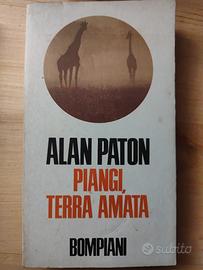 ALAN PATON
PIANGI,
TERRA AMATA
BOMPIANI
subito